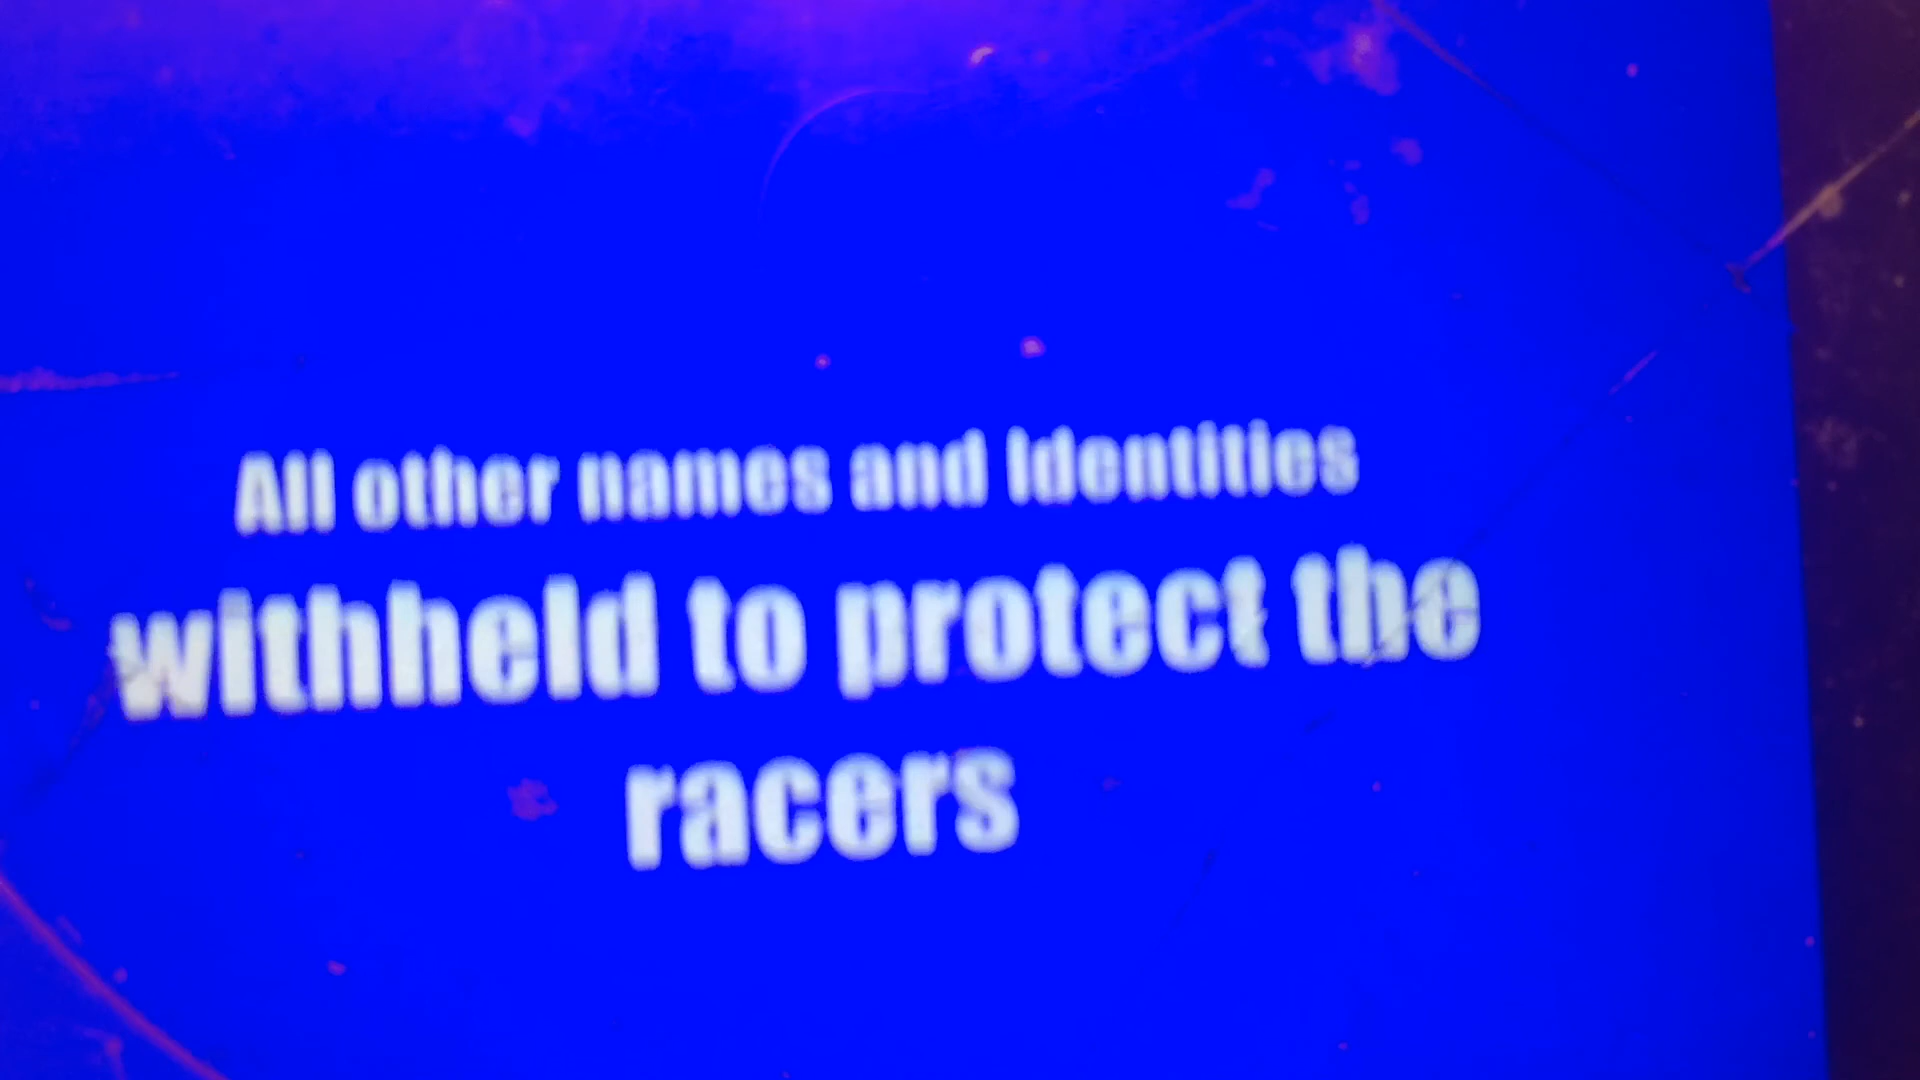 All other names and Identities
withheld to protect the
racers